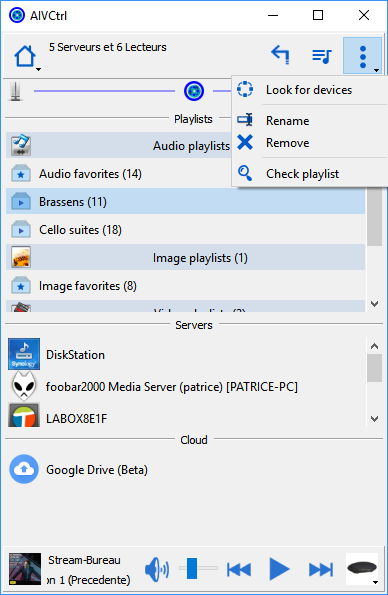 AIVCtrl
5 Serveurs et 6 Lecteurs
Look for devices
Rename
Remove
Check playlist
Playlists
Audio playlists
Audio favorites (14)
Brassens (11)
Cello suites (18)
Image playlists (1)
Image favorites (8)
Servers
Synology
DiskStation
foobar2000 Media Server (patrice) [PATRICE-PC]
LABOX8E1F
Cloud
Google Drive (Beta)
Stream-Bureau
on 1 (Precedente)